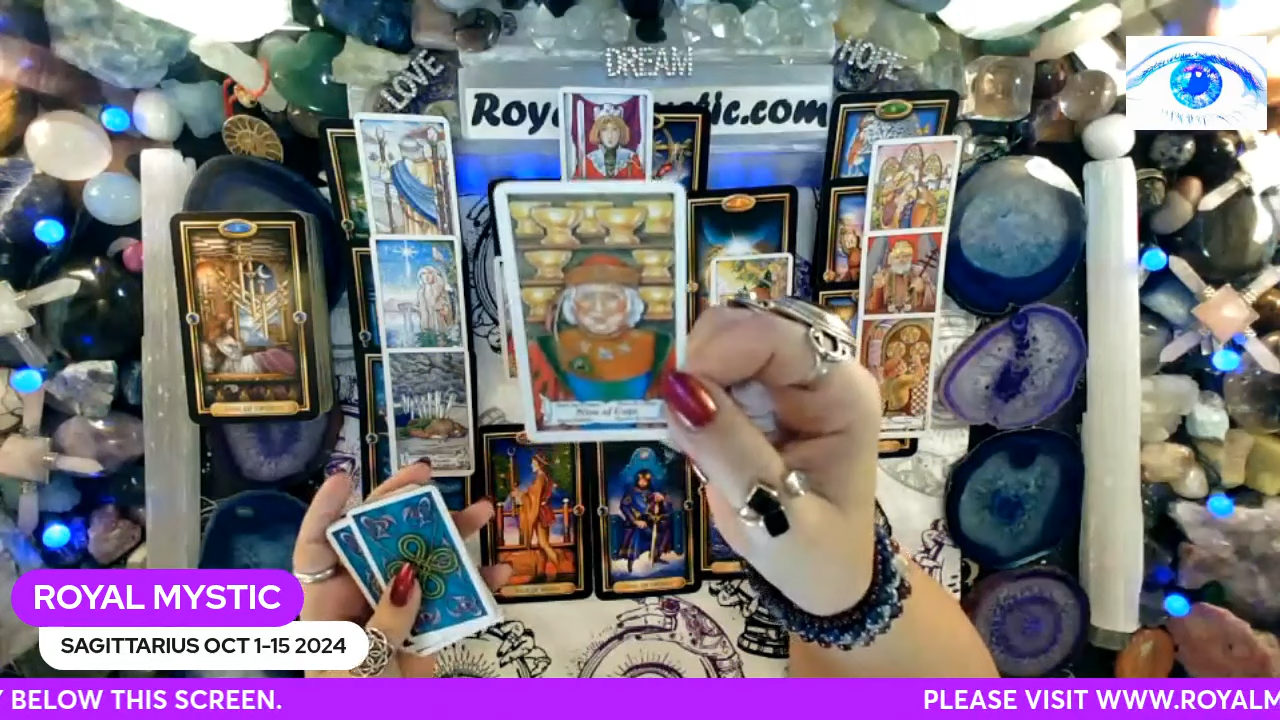 LOVE
DREAM
HOPE
Roy
tic.com
Nine of Cups
ROYAL MYSTIC
SAGITTARIUS OCT 1-15 2024
Y BELOW THIS SCREEN.
PLEASE VISIT WWW.ROYALM